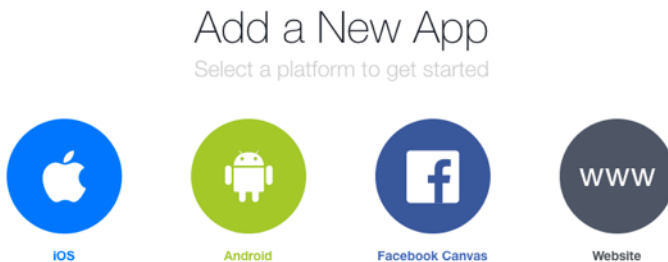 Add a New App
Select a platform to get started
www
iOS
Android
Facebook Canvas
Website